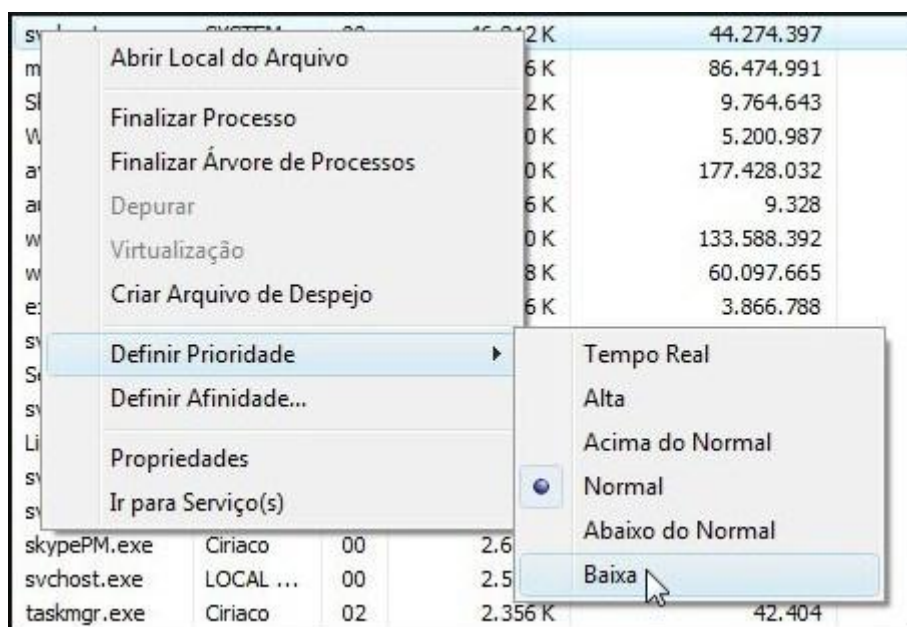 44.274.397
Abrir Local do Arquivo
86.474.991
9.764.643
Finalizar Processo
5.200.987
Finalizar Árvore de Processos
177.428.032
Depurar
9.328
Virtualização
133.588.392
60.097.665
Criar Arquivo de Despejo
3.866.788
Definir Prioridade
Tempo Real
Definir Afinidade...
Alta
Acima do Normal
Propriedades
Normal
Ir para Serviço(s)
Abaixo do Normal
skypePM.exe Ciriaco 00
Baixa
svchost.exe LOCAL ... 00
taskmgr.exe Ciriaco 02 2.356 K 42.404